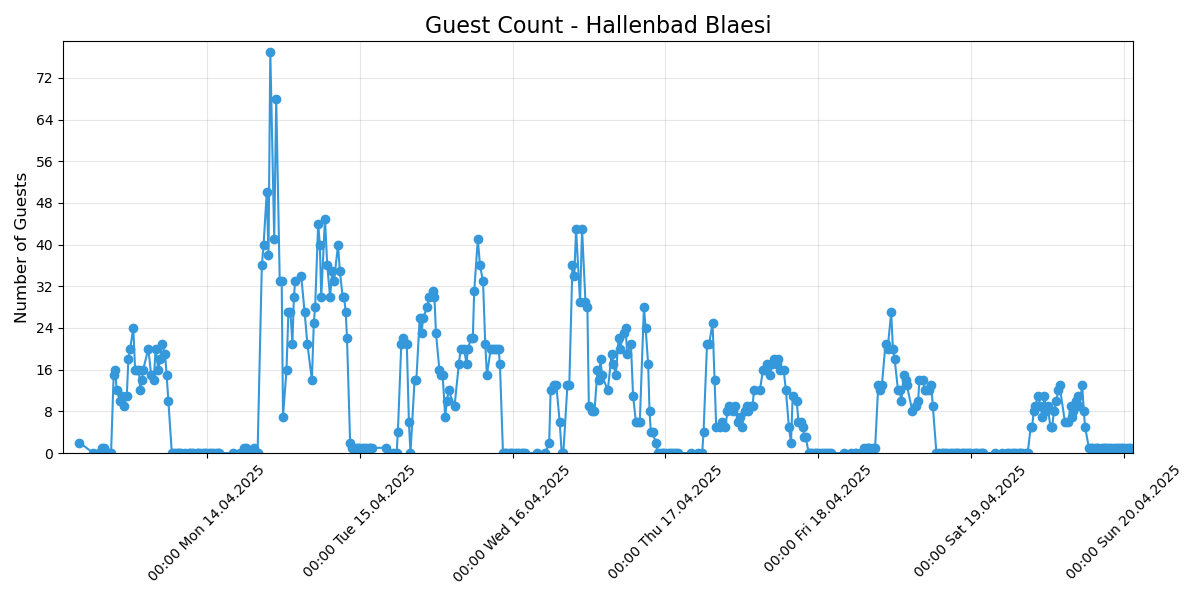 Guest Count - Hallenbad Blaesi
Number of Guests
72
64
56
48
40
32
24
16
8
0
00:00 Mon 14.04.2025
00:00 Tue 15.04.2025
00:00 Wed 16.04.2025
00:00 Thu 17.04.2025
00:00 Fri 18.04.2025
00:00 Sat 19.04.2025
00:00 Sun 20.04.2025